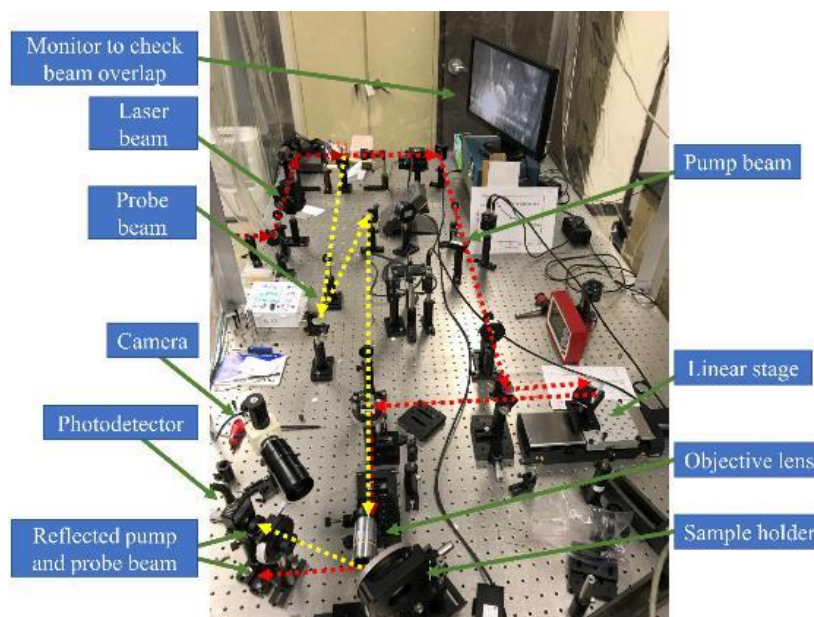 Monitor to check
beam overlap
Laser
beam
Probe
beam
Camera
Photodetector
Reflected pump
and probe beam
Pump beam
Linear stage
Objective lens
Sample holder